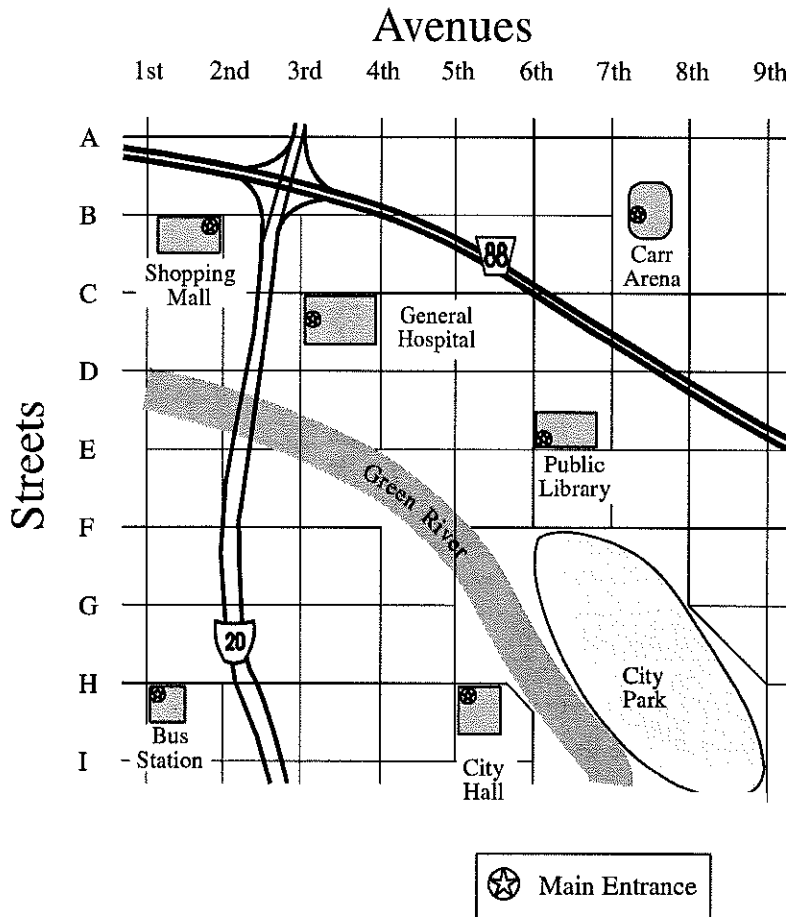 Avenues
1st 2nd 3rd 4th 5th 6th 7th 8th 9th
Streets
A
B
C
D
E
F
G
H
I
88
Shopping
Mall
Carr
Arena
General
Hospital
Public
Library
Green River
20
City
Park
Bus
Station
City
Hall
Main Entrance